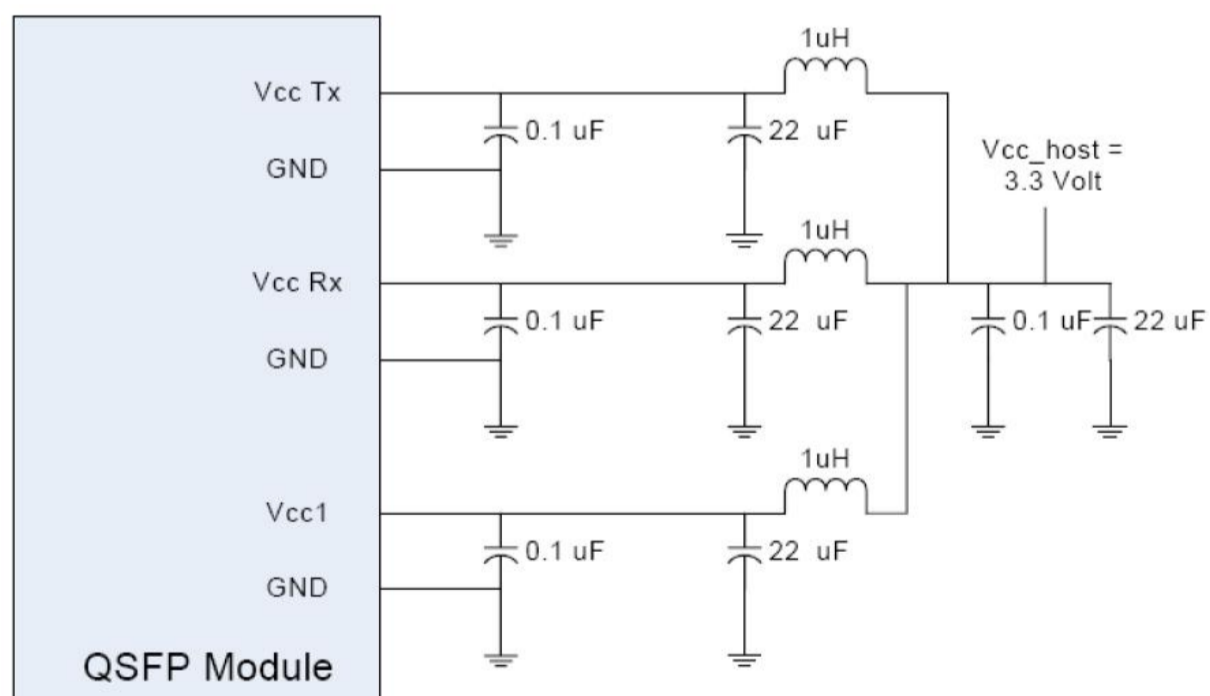 1uH
Vcc Tx
0.1 uF
22 uF
GND
Vcc_host =
3.3 Volt
1uH
Vcc Rx
0.1 uF
22 uF
0.1 uF
22 uF
GND
1uH
Vcc1
0.1 uF
22 uF
GND
QSFP Module